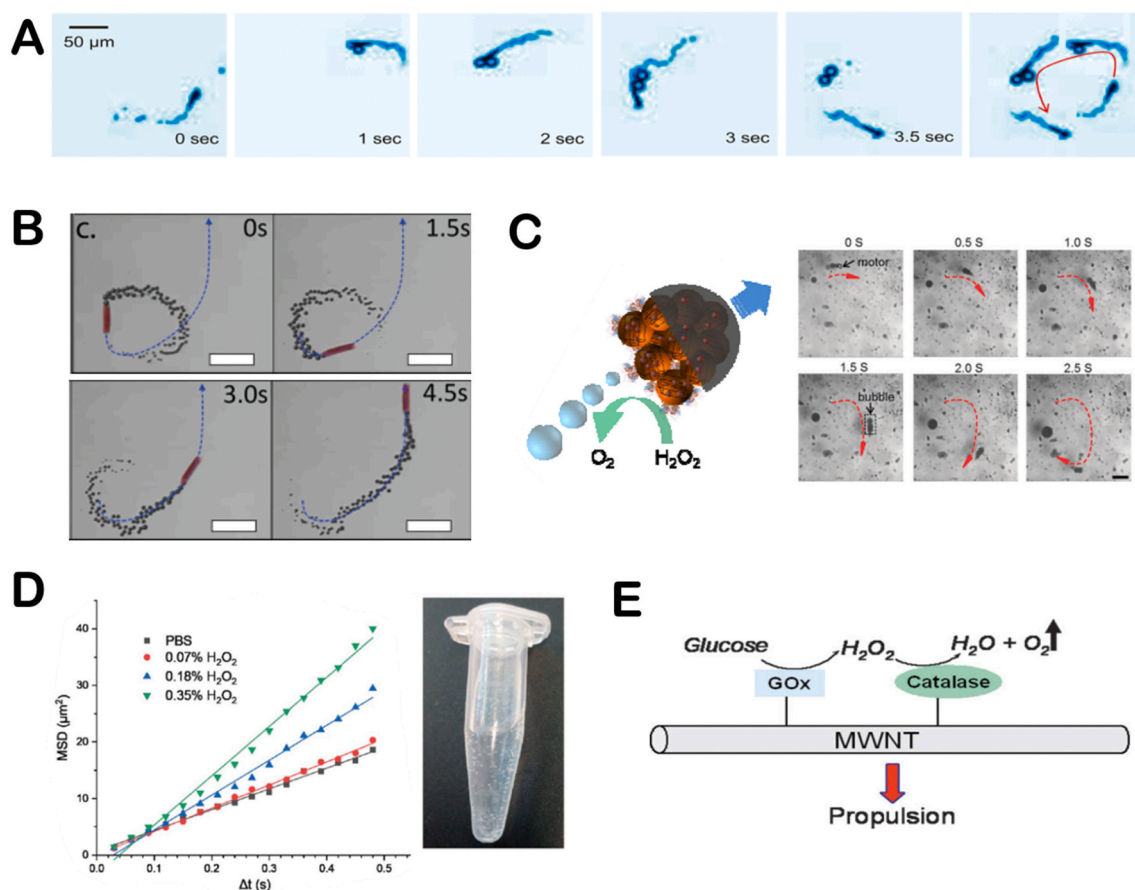 A
50 µm
0 sec
1 sec
2 sec
3 sec
3.5 sec
B
c.
0s
1.5s
3.0s
4.5s
C
O₂
H₂O₂
0 S
0.5 S
1.0 S
motor
1.5 S
2.0 S
2.5 S
bubble
D
MSD (µm²)
40
30
20
10
0
PBS
0.07% H₂O₂
0.18% H₂O₂
0.35% H₂O₂
0.0
0.1
0.2
0.3
0.4
0.5
Δt (s)
E
Glucose
H₂O₂
H₂O + O₂
GOx
Catalase
MWNT
Propulsion